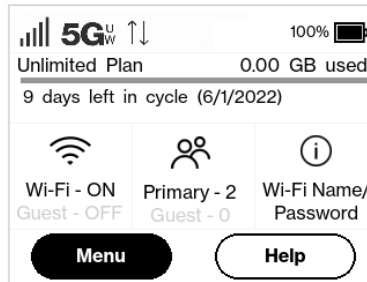 5G UW 100%
Unlimited Plan 0.00 GB used
9 days left in cycle (6/1/2022)
Wi-Fi - ON Primary - 2 Wi-Fi Name/
Guest - OFF Guest - 0 Password
Menu Help